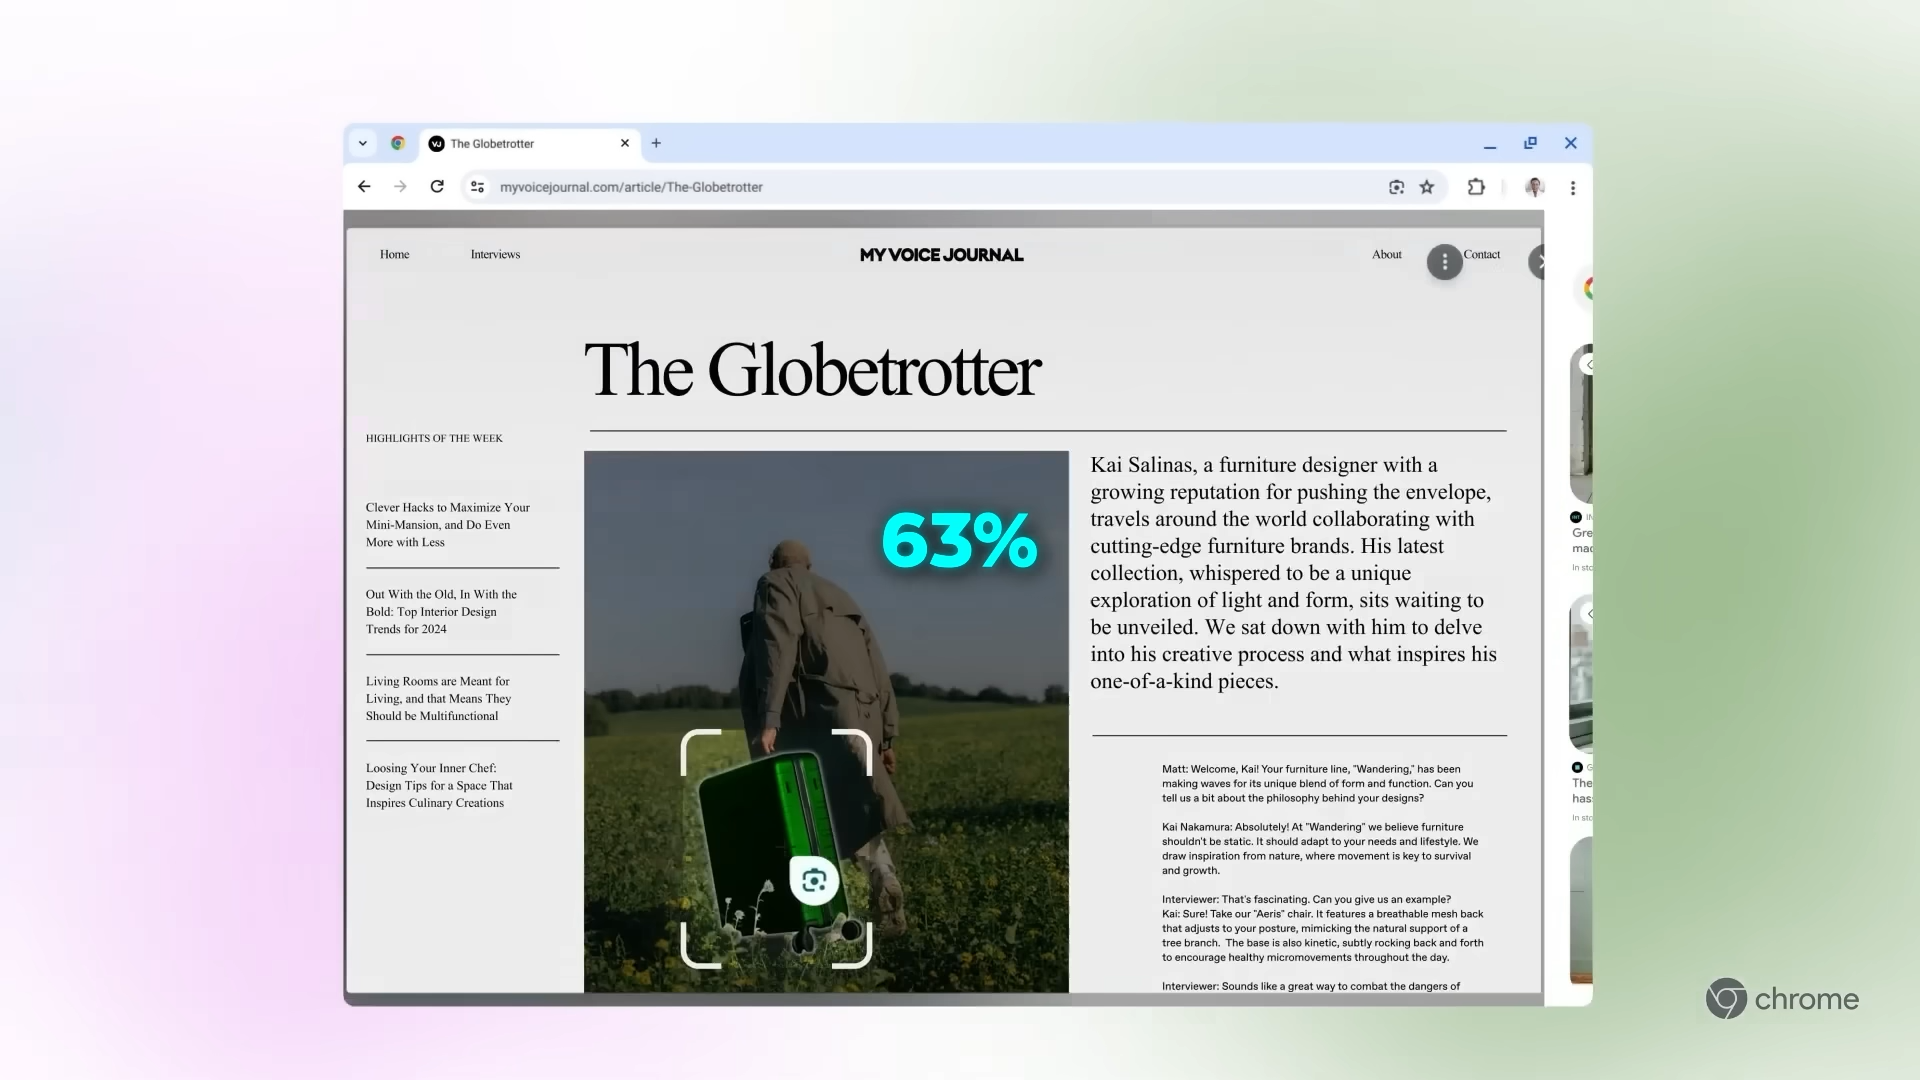 The Globetrotter
myvoicejournal.com/article/The-Globetrotter
Home
Interviews
MY VOICE JOURNAL
About
Contact
The Globetrotter
HIGHLIGHTS OF THE WEEK
Clever Hacks to Maximize Your
Mini-Mansion, and Do Even
More with Less
Out With the Old, In With the
Bold: Top Interior Design
Trends for 2024
Living Rooms are Meant for
Living, and that Means They
Should be Multifunctional
Loosing Your Inner Chef:
Design Tips for a Space That
Inspires Culinary Creations
63%
Kai Salinas, a furniture designer with a
growing reputation for pushing the envelope,
travels around the world collaborating with
cutting-edge furniture brands. His latest
collection, whispered to be a unique
exploration of light and form, sits waiting to
be unveiled. We sat down with him to delve
into his creative process and what inspires his
one-of-a-kind pieces.
Matt: Welcome, Kai! Your furniture line, "Wandering," has been
making waves for its unique blend of form and function. Can you
tell us a bit about the philosophy behind your designs?
Kai Nakamura: Absolutely! At "Wandering" we believe furniture
shouldn't be static. It should adapt to your needs and lifestyle. We
draw inspiration from nature, where movement is key to survival
and growth.
Interviewer: That's fascinating. Can you give us an example?
Kai: Sure! Take our "Aeris" chair. It features a breathable mesh back
that adjusts to your posture, mimicking the natural support of a
tree branch. The base is also kinetic, subtly rocking back and forth
to encourage healthy micromovements throughout the day.
Interviewer: Sounds like a great way to combat the dangers of
Gre
mac
In sto
The
has
In sto
chrome